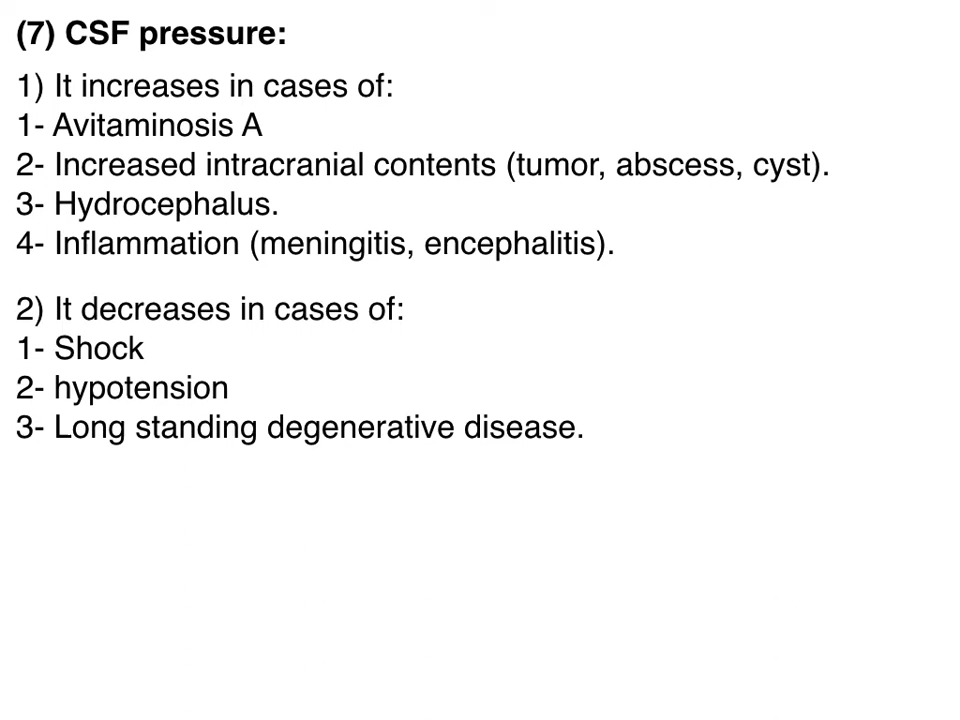 (7) CSF pressure:
1) It increases in cases of:
1- Avitaminosis A
2- Increased intracranial contents (tumor, abscess, cyst).
3- Hydrocephalus.
4- Inflammation (meningitis, encephalitis).
2) It decreases in cases of:
1- Shock
2- hypotension
3- Long standing degenerative disease.